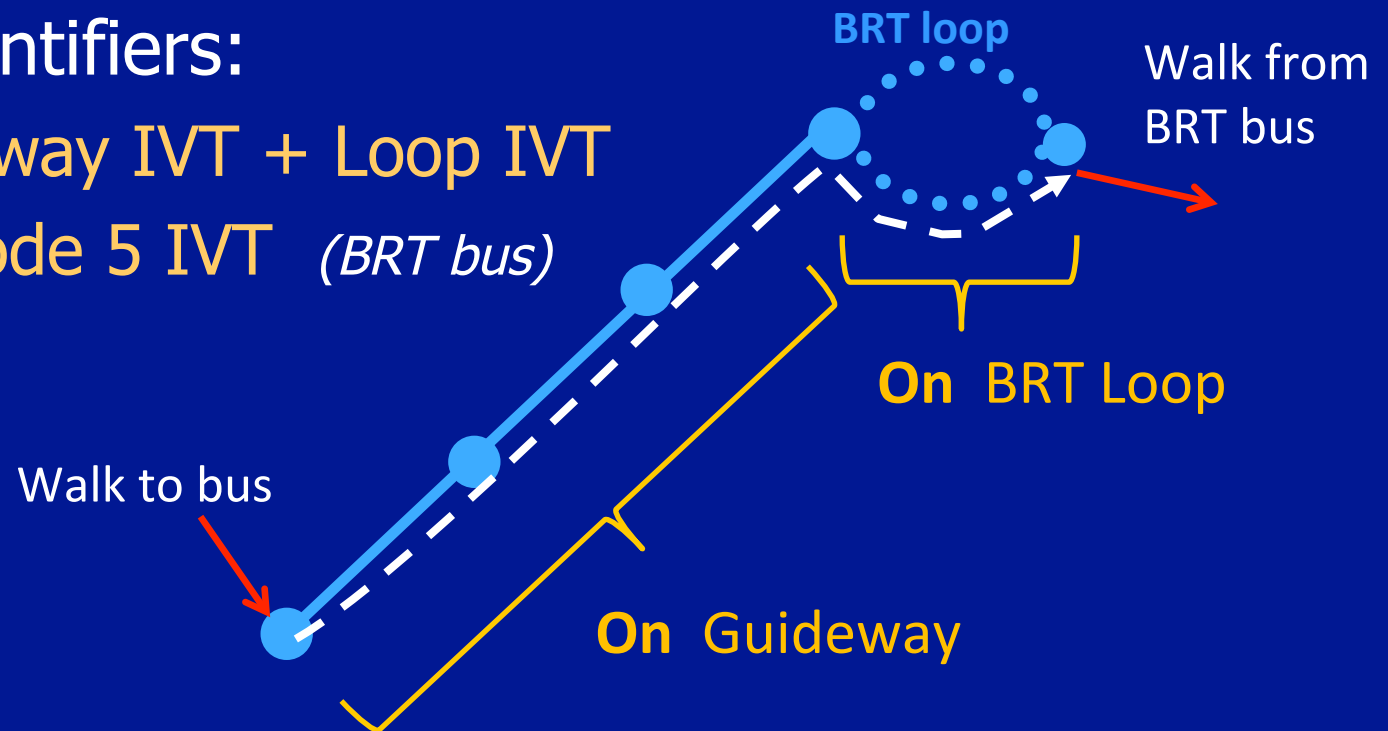 ntifiers:
way IVT + Loop IVT
ode 5 IVT (BRT bus)
BRT loop
Walk from
BRT bus
On BRT Loop
Walk to bus
On Guideway